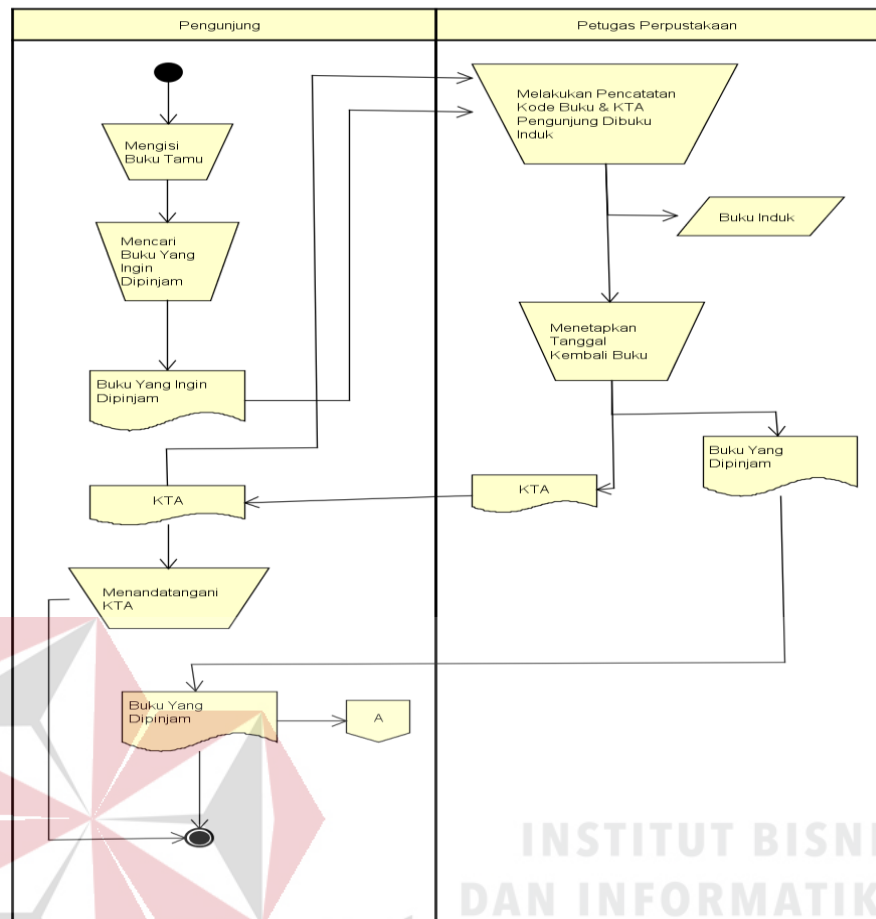 Pengunjung
Petugas Perpustakaan
Mengisi
Buku Tamu
Mencari
Buku Yang
Ingin
Dipinjam
Buku Yang Ingin
Dipinjam
KTA
Menandatangani
KTA
Buku Yang
Dipinjam
A
Melakukan Pencatatan
Kode Buku & KTA
Pengunjung Dibuku
Induk
Buku Induk
Menetapkan
Tanggal
Kembali Buku
KTA
Buku Yang
Dipinjam
INSTITUT BISNI
DAN INFORMATIK